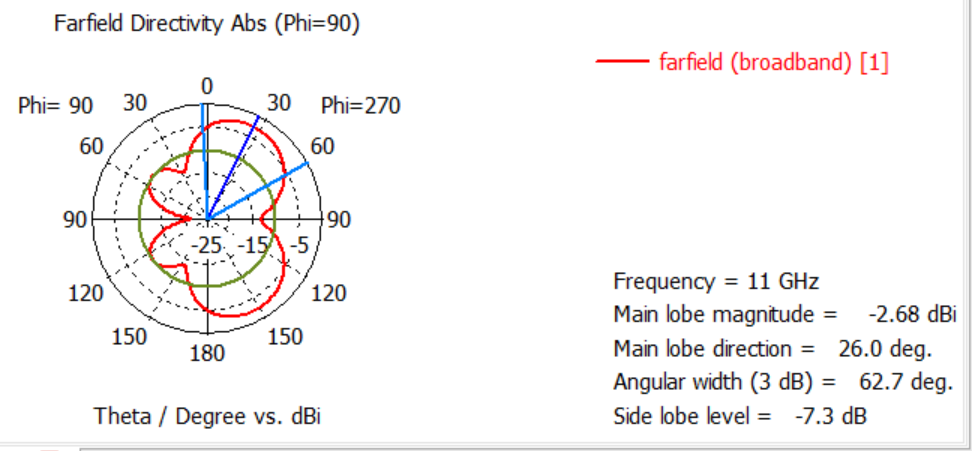 Farfield Directivity Abs (Phi=90)
farfield (broadband) [1]
0
Phi= 90 30 30 Phi=270
60 60
90 90
-25 -15 -5
120 120
150 150
180
Frequency = 11 GHz
Main lobe magnitude = -2.68 dBi
Main lobe direction = 26.0 deg.
Angular width (3 dB) = 62.7 deg.
Side lobe level = -7.3 dB
Theta / Degree vs. dBi